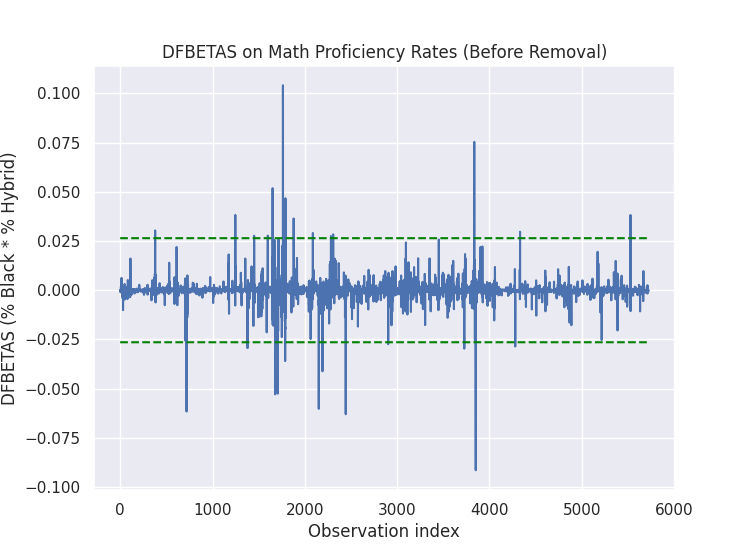 DFBETAS on Math Proficiency Rates (Before Removal)
DFBETAS (% Black * % Hybrid)
0.100
0.075
0.050
0.025
0.000
−0.025
−0.050
−0.075
−0.100
0 1000 2000 3000 4000 5000 6000
Observation index